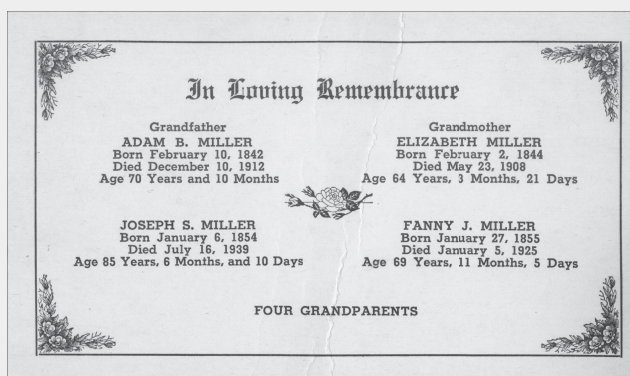 In Loving Remembrance
Grandfather
ADAM B. MILLER
Born February 10, 1842
Died December 10, 1912
Age 70 Years and 10 Months
Grandmother
ELIZABETH MILLER
Born February 2, 1844
Died May 23, 1908
Age 64 Years, 3 Months, 21 Days
JOSEPH S. MILLER
Born January 6, 1854
Died July 16, 1939
Age 85 Years, 6 Months, and 10 Days
FANNY J. MILLER
Born January 27, 1855
Died January 5, 1925
Age 69 Years, 11 Months, 5 Days
FOUR GRANDPARENTS